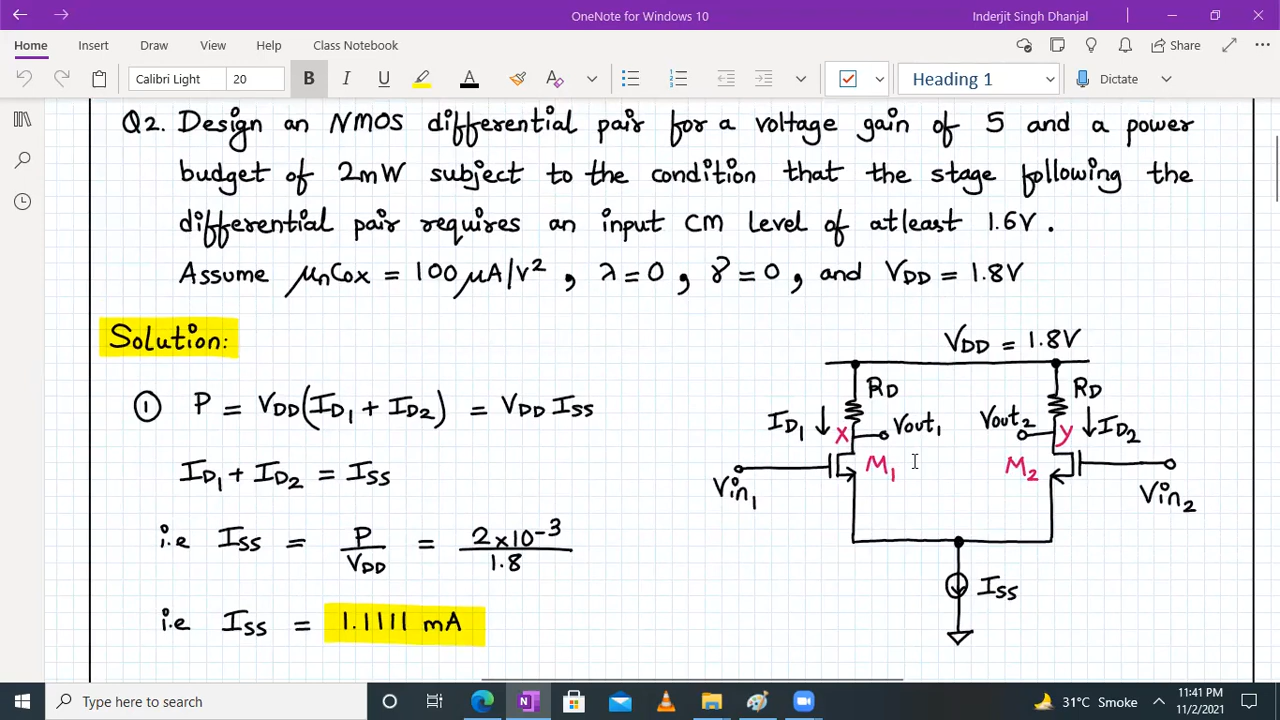 OneNote for Windows 10
Inderjit Singh Dhanjal
Home Insert Draw View Help Class Notebook
Share
Calibri Light 20 B I U A A Heading 1 Dictate
Q2. Design an NMOS differential pair for a voltage gain of 5 and a power
budget of 2mW subject to the condition that the stage following the
differential pair requires an input CM level of atleast 1.6V.
Assume μnCox = 100 μA/V², λ=0, γ=0, and VDD = 1.8V
Solution:
① P = VDD(ID1 + ID2) = VDD ISS
ID1 + ID2 = ISS
i.e ISS = P/VDD = 2×10⁻³/1.8
i.e ISS = 1.1111 mA
VDD = 1.8V
RD RD
ID1 X Vout1 Vout2 Y ID2
Vin1 M1 M2 Vin2
ISS
Type here to search
31°C Smoke
11:41 PM
11/2/2021